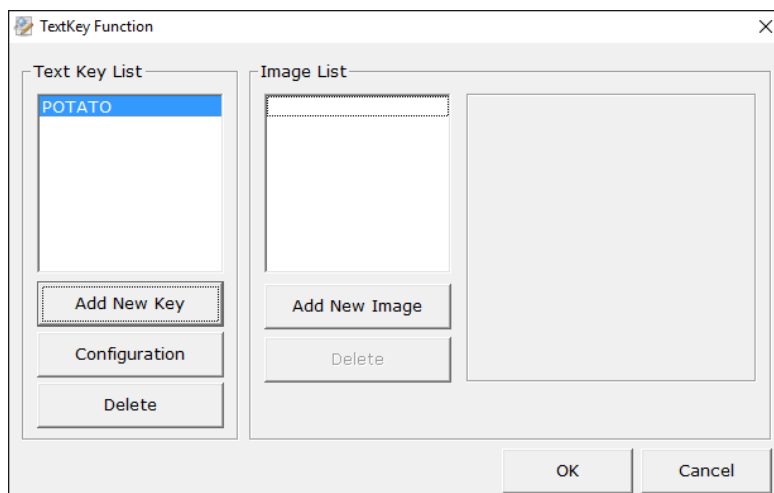 TextKey Function
Text Key List
POTATO
Add New Key
Configuration
Delete
Image List
Add New Image
Delete
OK
Cancel